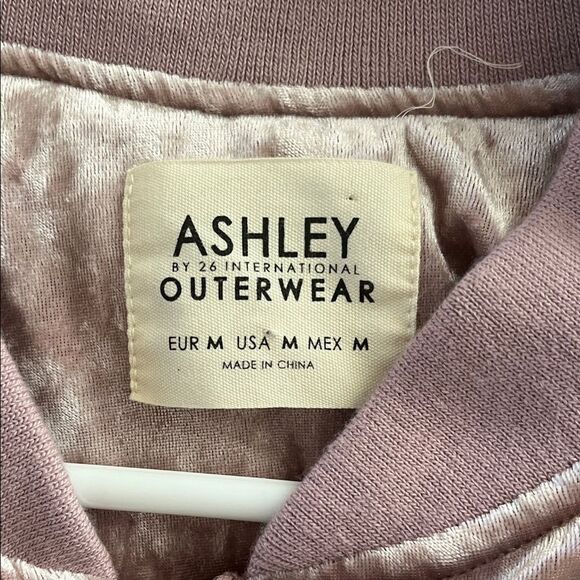 ASHLEY
BY 26 INTERNATIONAL
OUTERWEAR
EUR M USA M MEX M
MADE IN CHINA